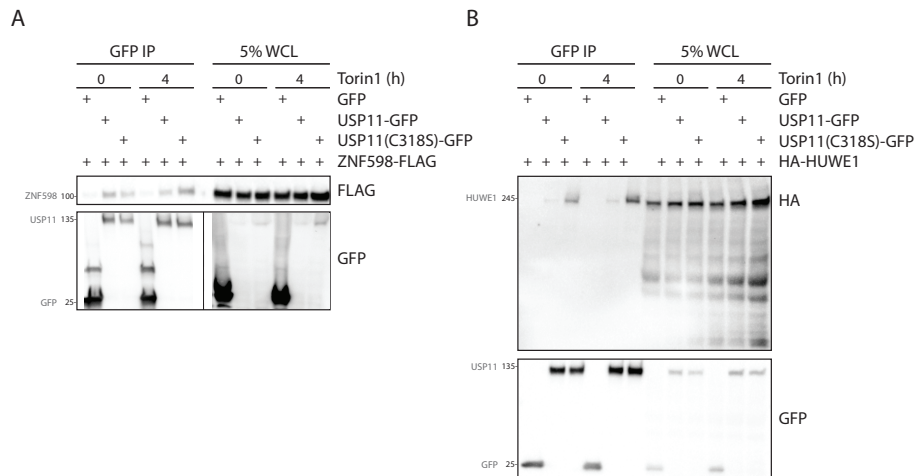 A
GFP IP 5% WCL
0 4 0 4 Torin1 (h)
+ + + + GFP
+ + + + USP11-GFP
+ + + + USP11(C318S)-GFP
+ + + + + + + + + + + + ZNF598-FLAG
ZNF598 100 FLAG
USP11 135
GFP
GFP 25
B
GFP IP 5% WCL
0 4 0 4 Torin1 (h)
+ + + + GFP
+ + + + USP11-GFP
+ + + + USP11(C318S)-GFP
+ + + + + + + + + + + + HA-HUWE1
HUWE1 245 HA
USP11 135
GFP
GFP 25